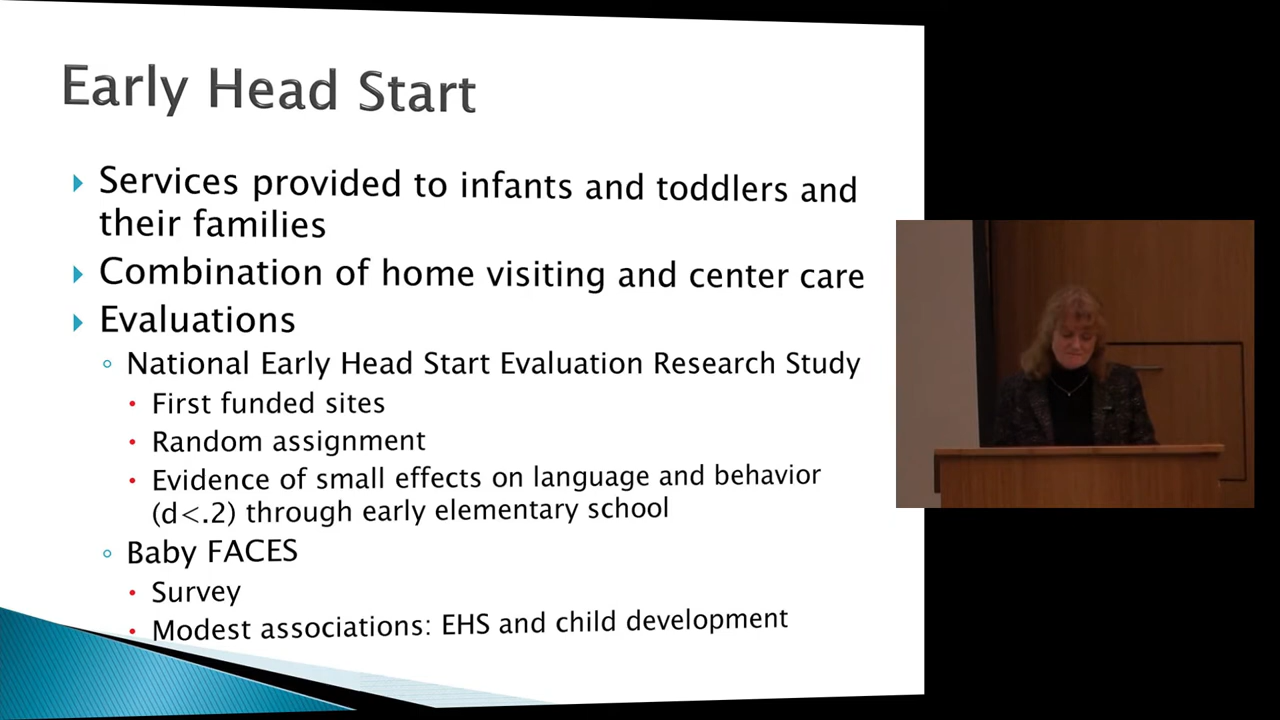 Early Head Start
Services provided to infants and toddlers and
their families
Combination of home visiting and center care
Evaluations
National Early Head Start Evaluation Research Study
First funded sites
Random assignment
Evidence of small effects on language and behavior
(d<.2) through early elementary school
Baby FACES
Survey
Modest associations: EHS and child development